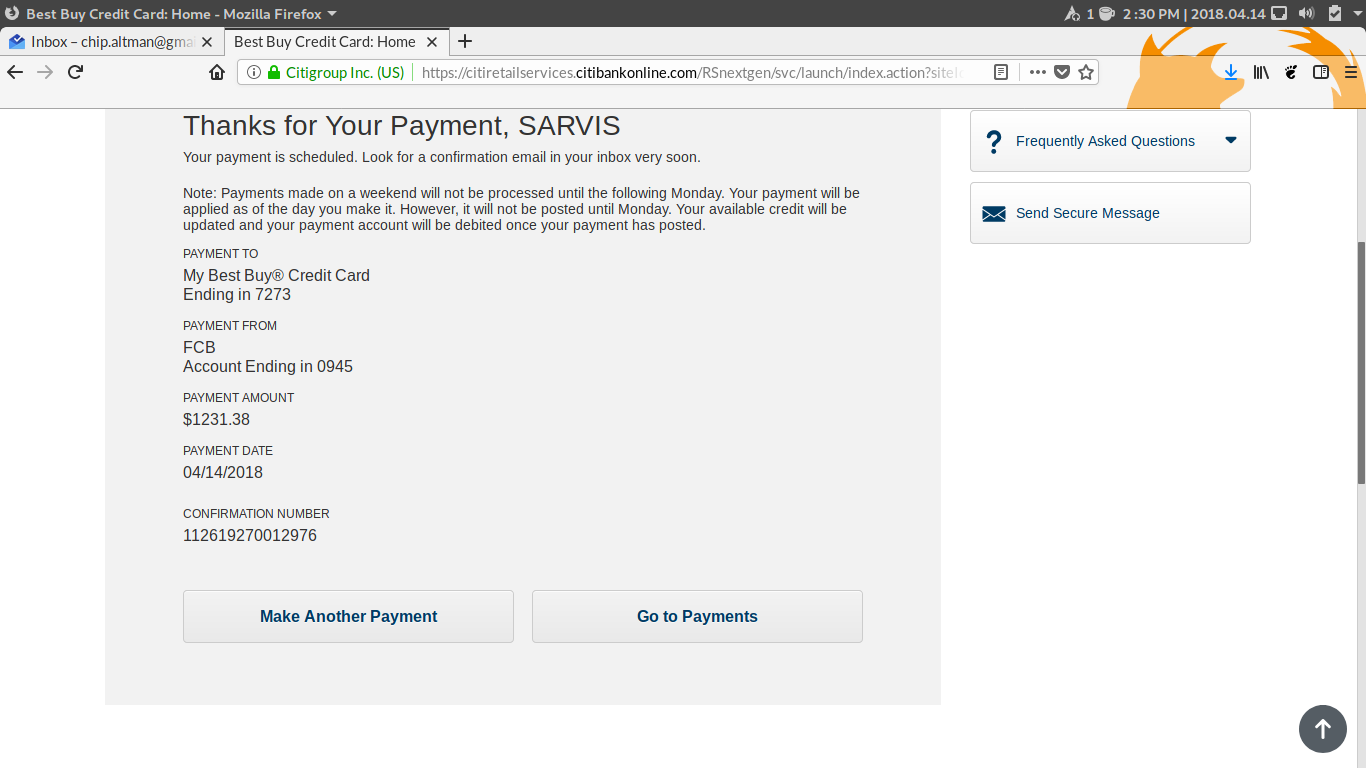 Best Buy Credit Card: Home - Mozilla Firefox
1
2:30 PM | 2018.04.14
Inbox – chip.altman@gma
Best Buy Credit Card: Home
Citigroup Inc. (US)
https://citiretailservices.citibankonline.com/RSnextgen/svc/launch/index.action?siteI
Thanks for Your Payment, SARVIS
Your payment is scheduled. Look for a confirmation email in your inbox very soon.
Note: Payments made on a weekend will not be processed until the following Monday. Your payment will be
applied as of the day you make it. However, it will not be posted until Monday. Your available credit will be
updated and your payment account will be debited once your payment has posted.
PAYMENT TO
My Best Buy® Credit Card
Ending in 7273
PAYMENT FROM
FCB
Account Ending in 0945
PAYMENT AMOUNT
$1231.38
PAYMENT DATE
04/14/2018
CONFIRMATION NUMBER
112619270012976
Make Another Payment
Go to Payments
Frequently Asked Questions
Send Secure Message